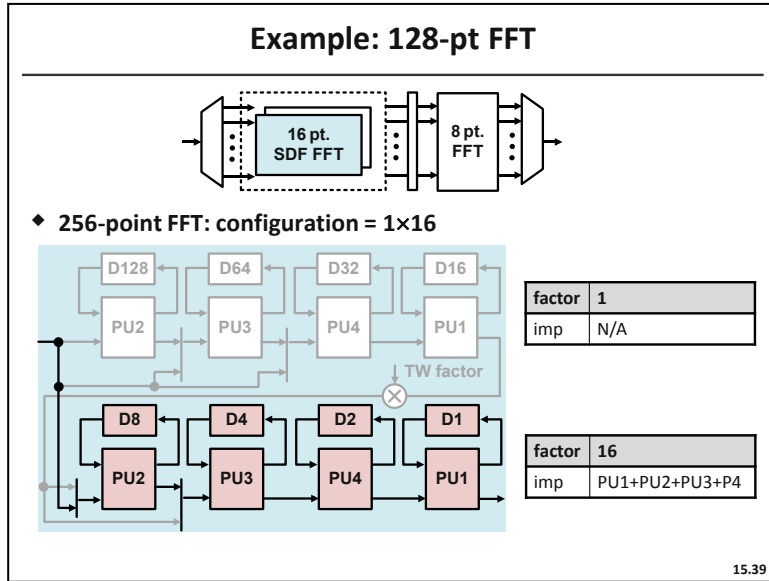 Example: 128-pt FFT
16 pt.
SDF FFT
8 pt.
FFT
◆ 256-point FFT: configuration = 1×16
D128 D64 D32 D16
PU2 PU3 PU4 PU1
TW factor
D8 D4 D2 D1
PU2 PU3 PU4 PU1
factor 1
imp N/A
factor 16
imp PU1+PU2+PU3+P4
15.39